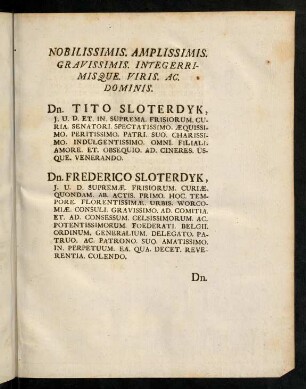 NOBILISSIMIS. AMPLISSIMIS.
GRAVISSIMIS. INTEGERRI-
MISQUE. VIRIS. AC.
DOMINIS.
Dn. TITO SLOTERDYK,
J. U. D. ET. IN. SUPREMA. FRISIORUM. CU-
RIA. SENATORI. SPECTATISSIMO. ÆQUISSI-
MO. PERITISSIMO. PATRI. SUO. CHARISSI-
MO. INDULGENTISSIMO. OMNI. FILIALI.
AMORE. ET. OBSEQUIO. AD. CINERES. US-
QUE. VENERANDO.
Dn. FREDERICO SLOTERDYK,
J. U. D. SUPREMÆ. FRISIORUM. CURIÆ.
QUONDAM. AB. ACTIS. PRIMO. HOC. TEM-
PORE. FLORENTISSIMÆ. URBIS. WORCO-
MIÆ. CONSULI. GRAVISSIMO. AD. COMITIA.
ET. AD. CONSESSUM. CELSISSIMORUM. AC.
POTENTISSIMORUM. FOEDERATI. BELGII.
ORDINUM. GENERALIUM. DELEGATO. PA-
TRUO. AC. PATRONO. SUO. AMATISSIMO.
IN. PERPETUUM. EA. QUA. DECET. REVE-
RENTIA. COLENDO.
Dn.